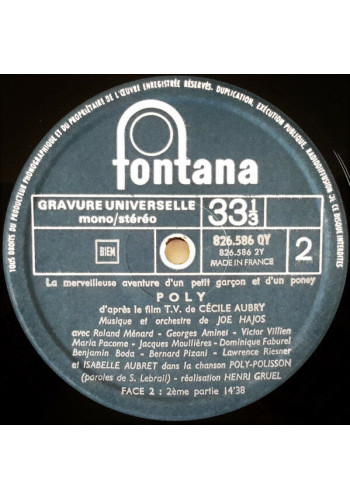 TOUS DROITS DU PRODUCTEUR PHONOGRAPHIQUE ET DU PROPRIÉTAIRE DE L'ŒUVRE ENREGISTRÉE RÉSERVÉS. DUPLICATION, EXÉCUTION PUBLIQUE, RADIODIFFUSION DE CE DISQUE INTERDITES
fontana
GRAVURE UNIVERSELLE
mono/stéréo
33 1/3
826.586 QY
826.586 2Y
MADE IN FRANCE
BIEM
2
La merveilleuse aventure d'un petit garçon et d'un poney
POLY
d'après le film T.V. de CÉCILE AUBRY
Musique et orchestre de JOE HAJOS
avec Roland Ménard - Georges Aminel - Victor Villien
Maria Pacome - Jacques Moullières - Dominique Faburel
Benjamin Boda - Bernard Pizani - Lawrence Riesner
et ISABELLE AUBRET dans la chanson POLY-POLISSON
(paroles de S. Lebrail) - réalisation HENRI GRUEL
FACE 2 : 2ème partie 14'38